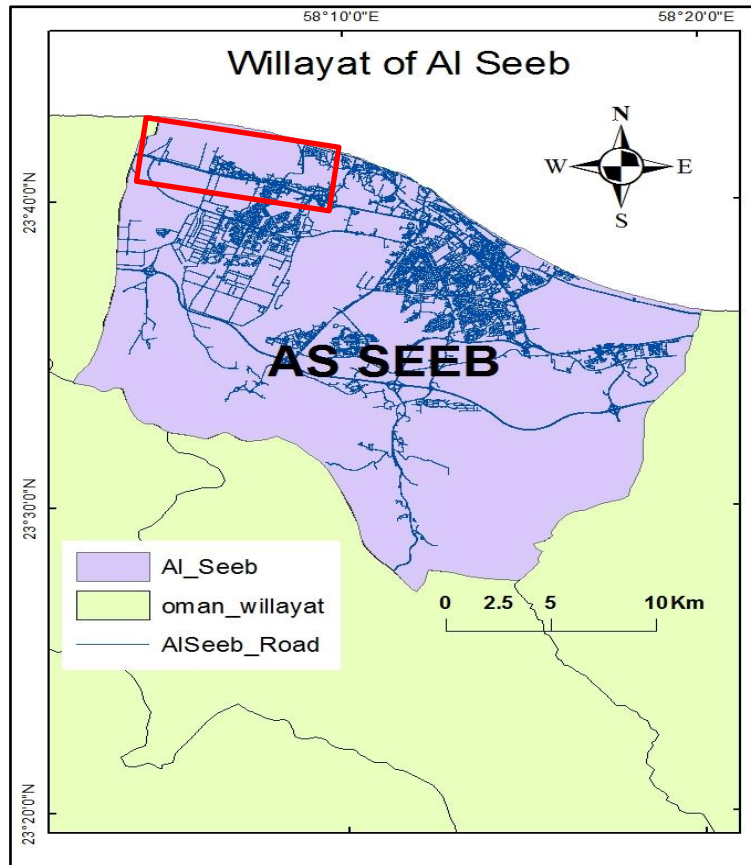 58°10'0"E
58°20'0"E
Willayat of Al Seeb
N
W
E
S
23°40'0"N
AS SEEB
23°30'0"N
Al_Seeb
oman_willayat
AlSeeb_Road
0 2.5 5 10 Km
23°20'0"N